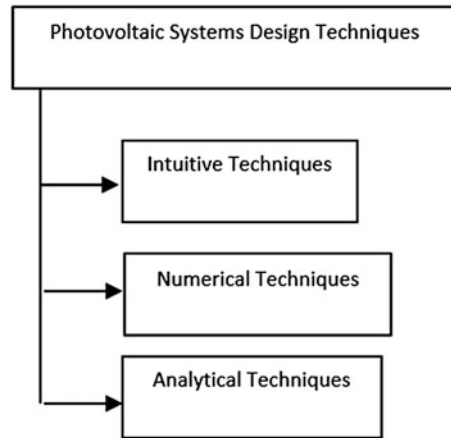 Photovoltaic Systems Design Techniques
Intuitive Techniques
Numerical Techniques
Analytical Techniques